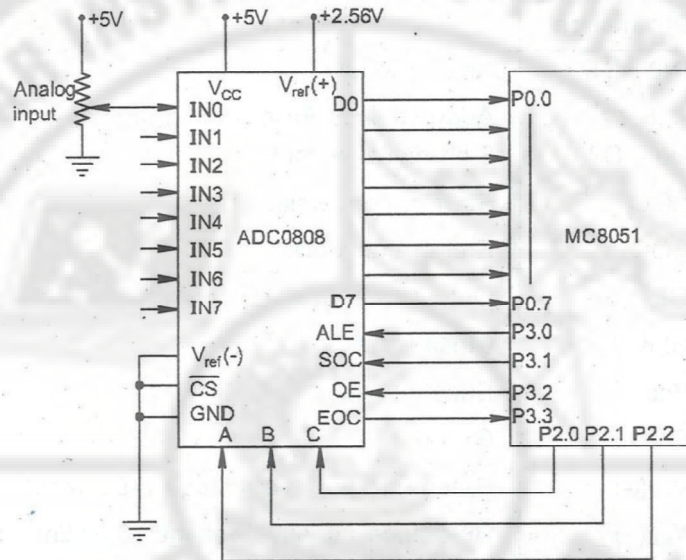 +5V
+5V
+2.56V
Analog
input
VCC
Vref(+)
D0
P0.0
IN0
IN1
IN2
IN3
IN4
IN5
IN6
IN7
ADC0808
MC8051
D7
P0.7
ALE
P3.0
SOC
P3.1
OE
P3.2
EOC
P3.3
Vref(-)
CS
GND
A B C
P2.0 P2.1 P2.2